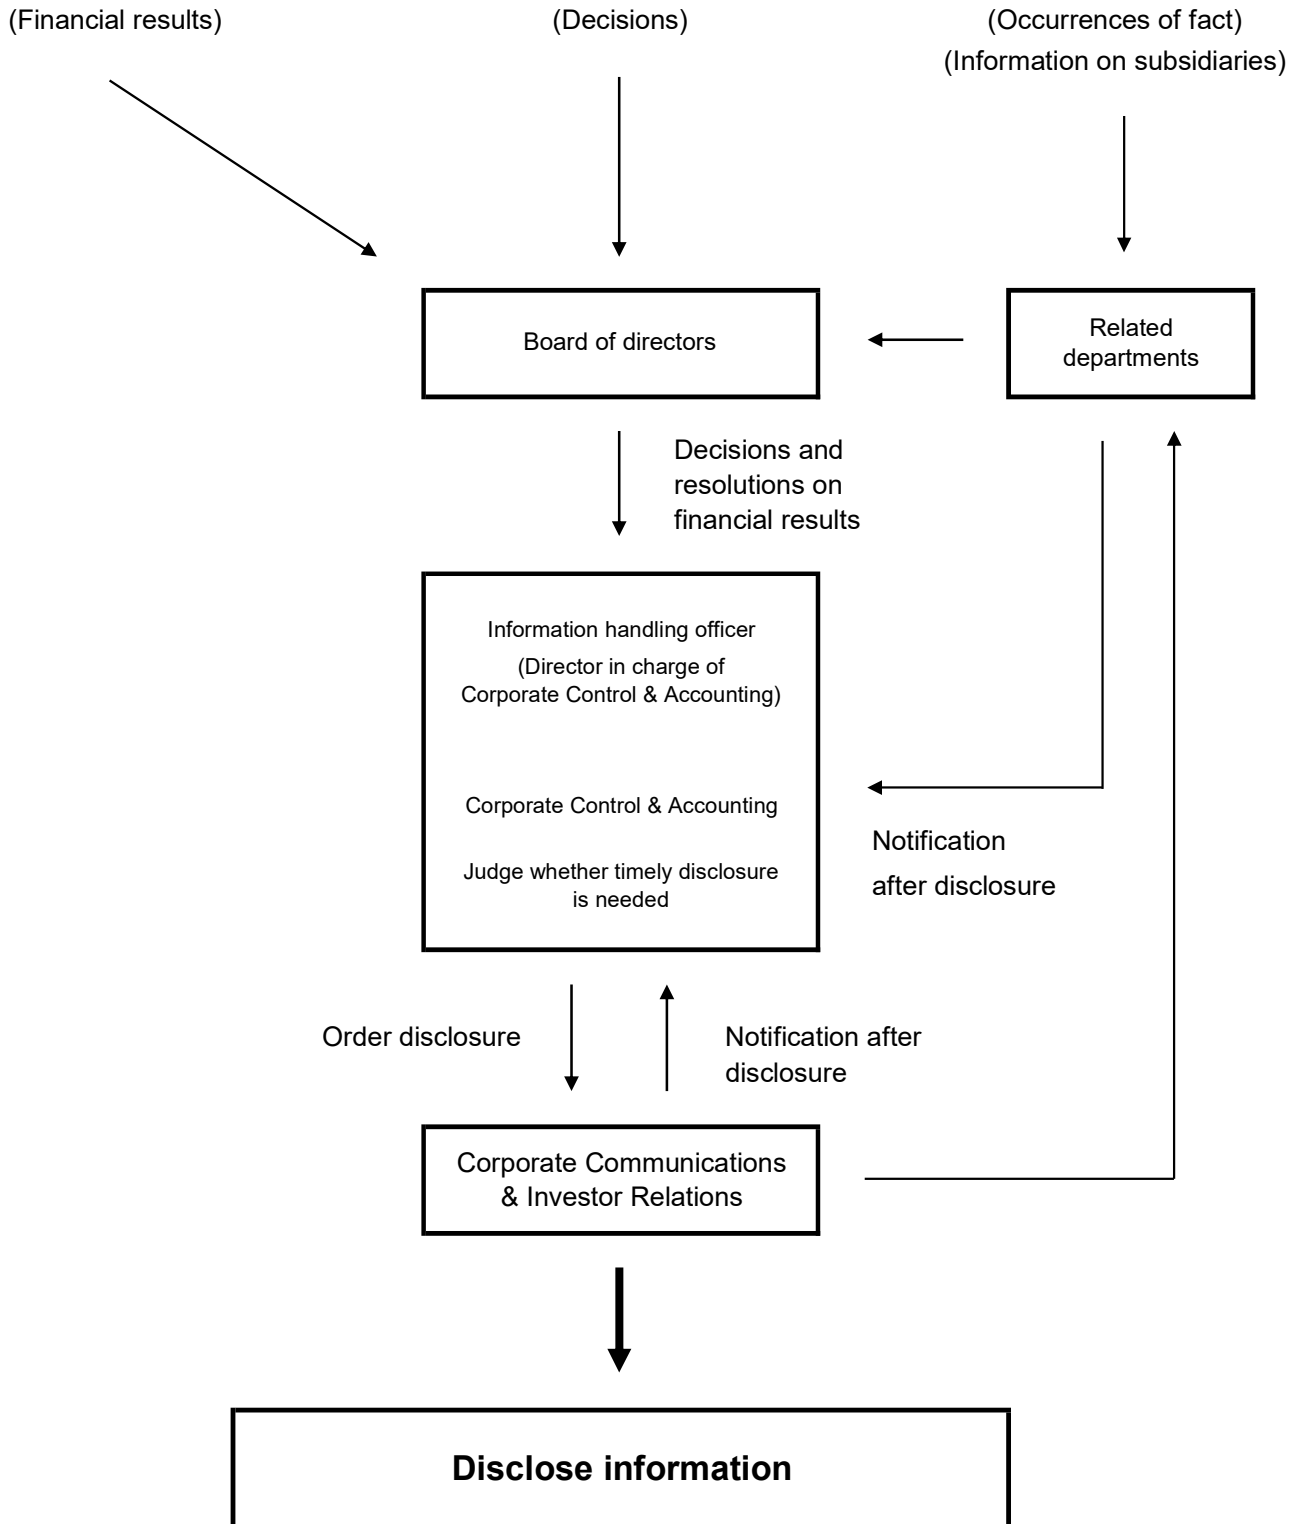 (Financial results)
(Decisions)
(Occurrences of fact)
(Information on subsidiaries)
Board of directors
Related
departments
Decisions and
resolutions on
financial results
Information handling officer
(Director in charge of
Corporate Control & Accounting)
Corporate Control & Accounting
Judge whether timely disclosure
is needed
Notification
after disclosure
Order disclosure
Notification after
disclosure
Corporate Communications
& Investor Relations
Disclose information